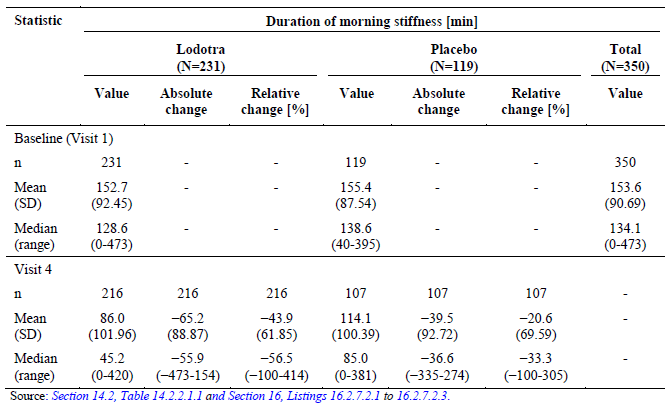 Statistic Duration of morning stiffness [min]
Lodotra Placebo Total
(N=231) (N=119) (N=350)
Value Absolute Relative Value Absolute Relative Value
change change [%] change change [%]
Baseline (Visit 1)
n 231 - - 119 - - 350
Mean 152.7 - - 155.4 - - 153.6
(SD) (92.45) (87.54) (90.69)
Median 128.6 - - 138.6 - - 134.1
(range) (0-473) (40-395) (0-473)
Visit 4
n 216 216 216 107 107 107 -
Mean 86.0 −65.2 −43.9 114.1 −39.5 −20.6 -
(SD) (101.96) (88.87) (61.85) (100.39) (92.72) (69.59)
Median 45.2 −55.9 −56.5 85.0 −36.6 −33.3 -
(range) (0-420) (−473-154) (−100-414) (0-381) (−335-274) (−100-305)
Source: Section 14.2, Table 14.2.2.1.1 and Section 16, Listings 16.2.7.2.1 to 16.2.7.2.3.